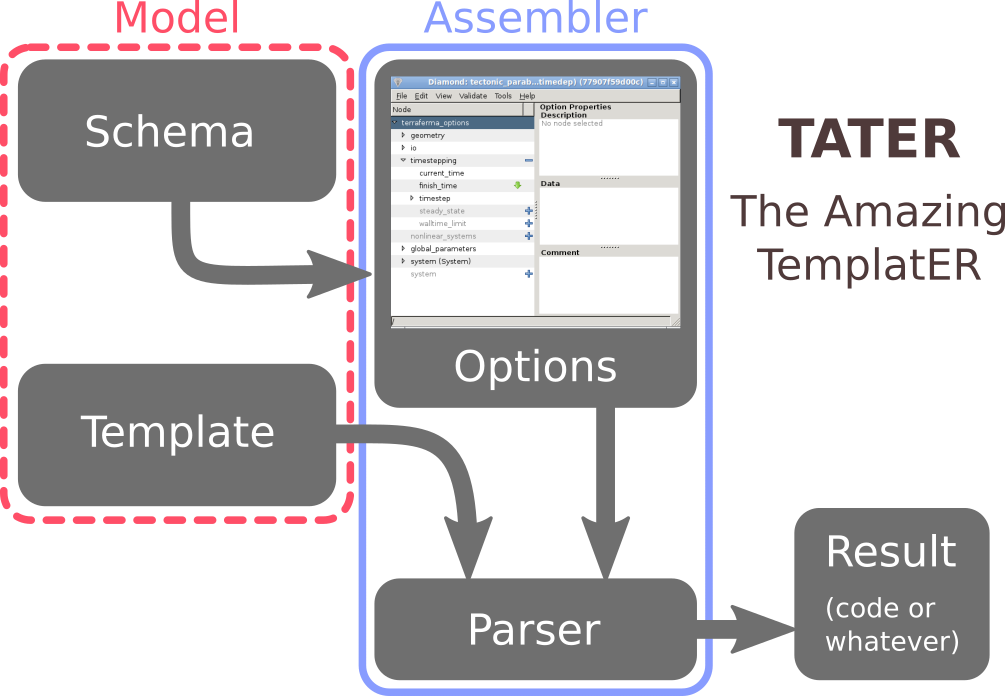 Model
Assembler
Schema
Diamond: tectonic_parab...timedep) (77907f59d00c)
File Edit View Validate Tools Help
Node
terraferma_options
geometry
io
timestepping
current_time
finish_time
timestep
steady_state
walltime_limit
nonlinear_systems
global_parameters
system (System)
system
/
Option Properties
Description
No node selected
Data
Comment
Options
TATER
The Amazing
TemplatER
Template
Parser
Result
(code or
whatever)